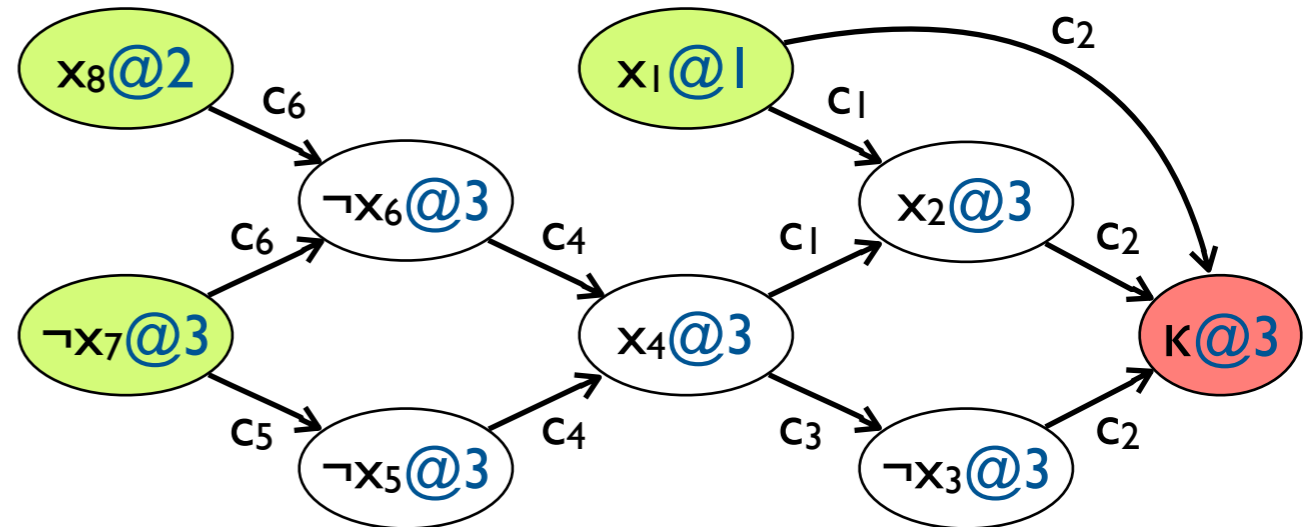 x₈@2
x₁@1
c₂
c₆
c₁
¬x₆@3
x₂@3
c₆
c₄
c₁
c₂
¬x₇@3
x₄@3
κ@3
c₅
c₄
c₃
c₂
¬x₅@3
¬x₃@3